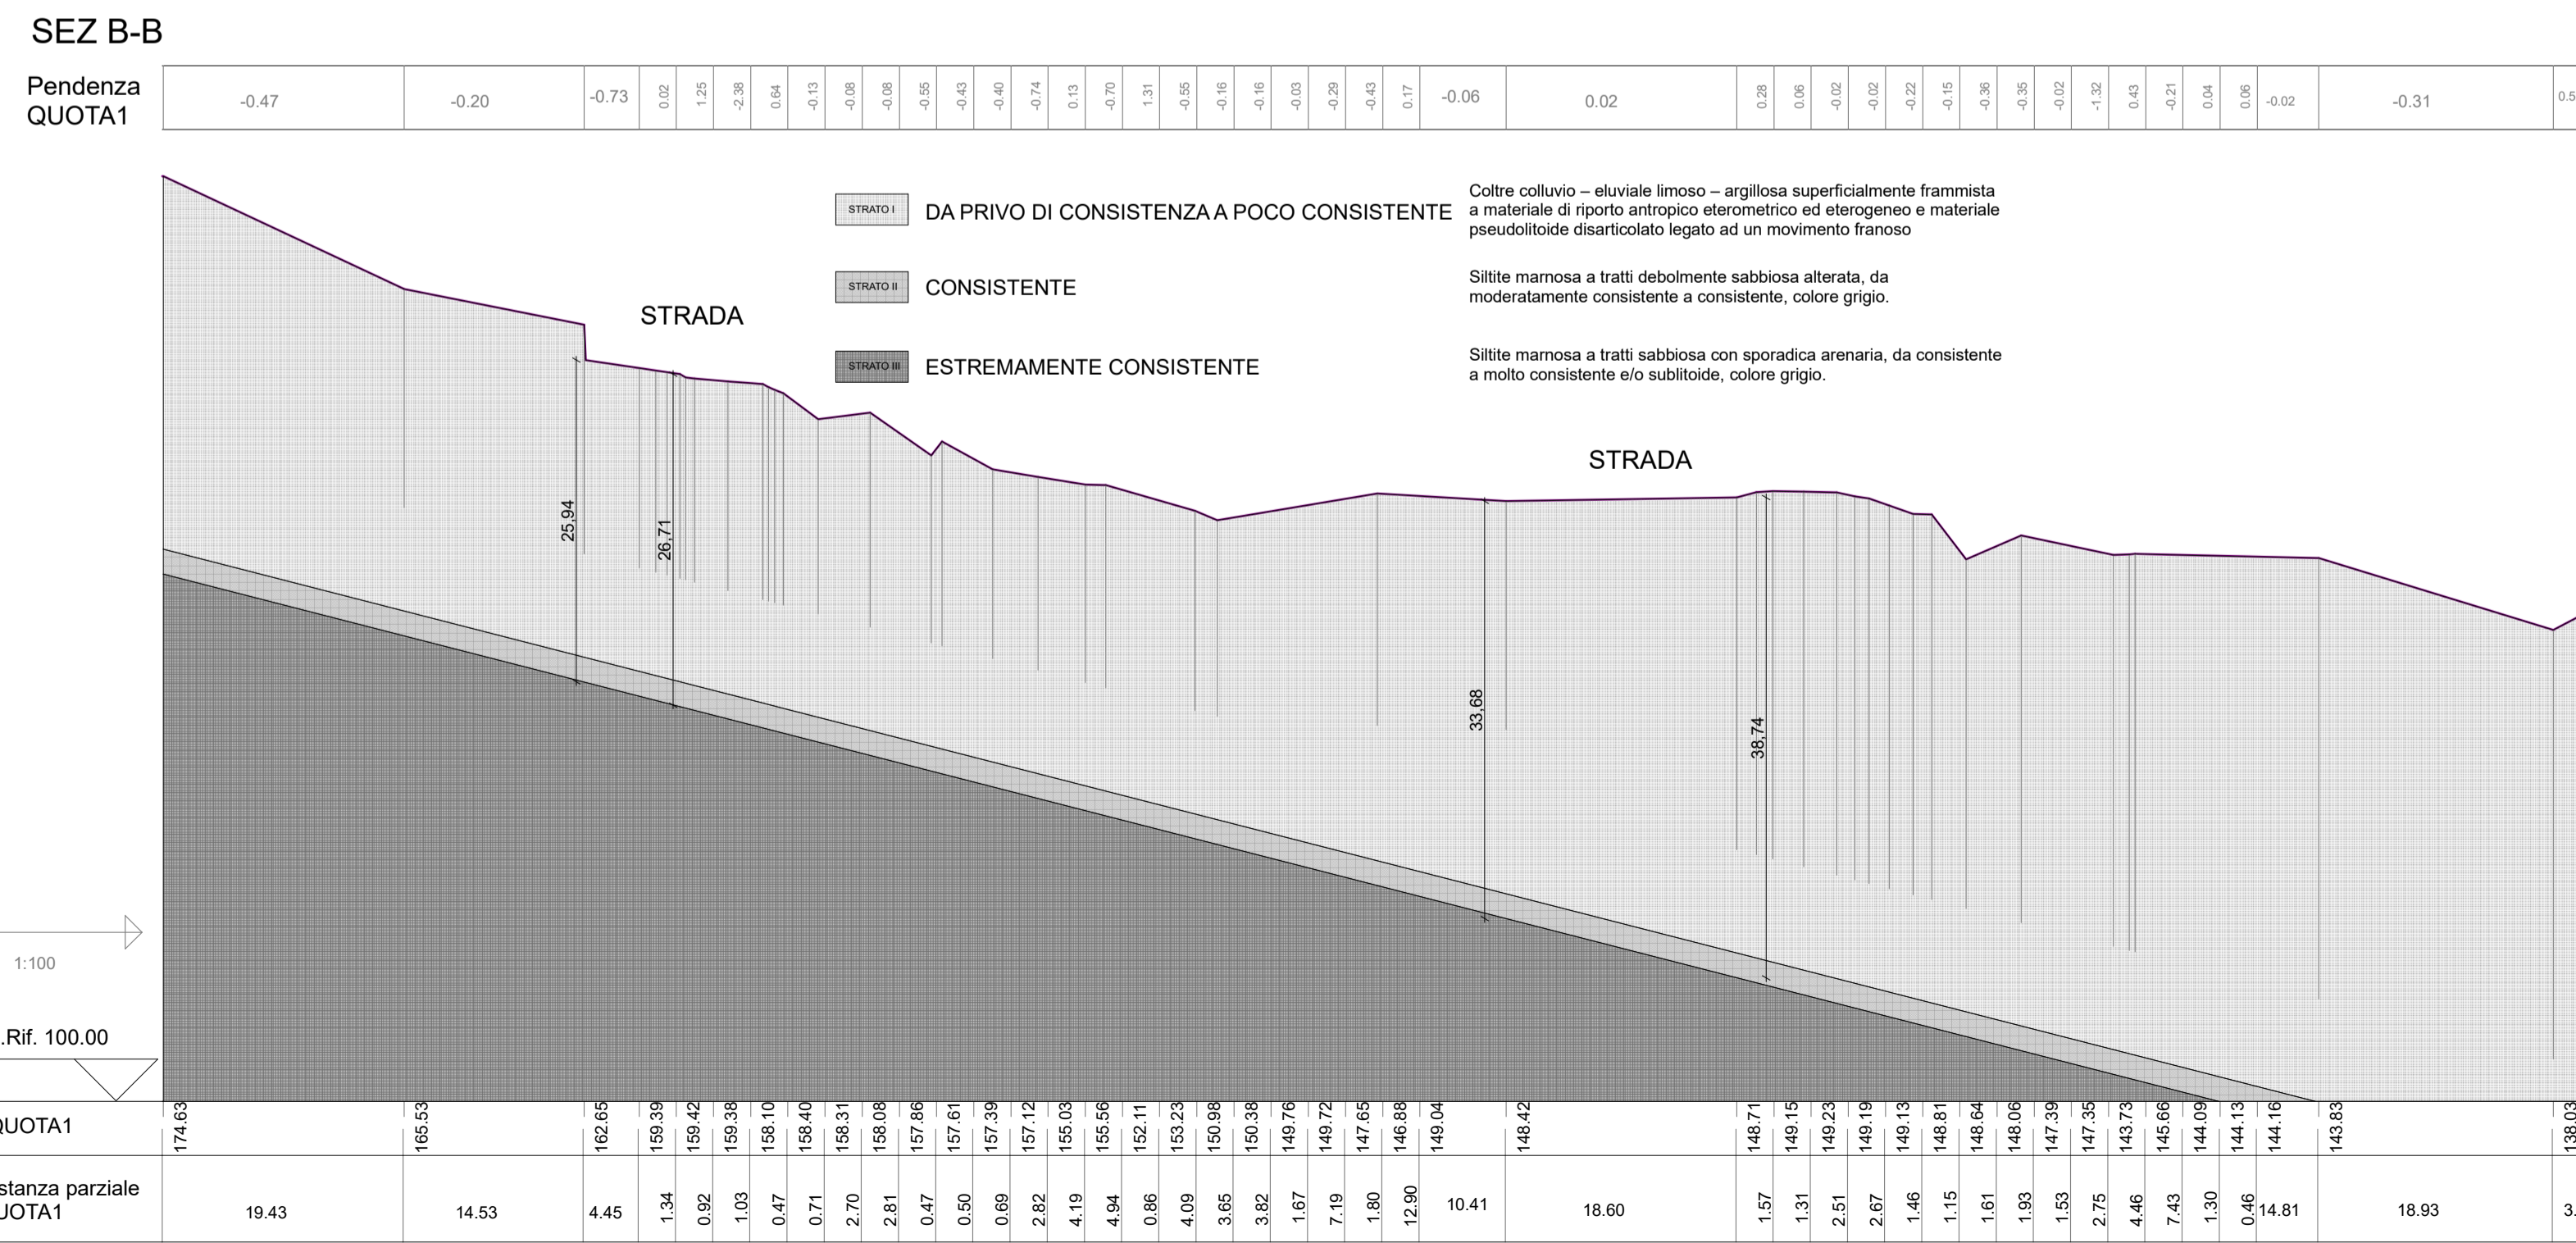 SEZ B-B
Pendenza
QUOTA1
-0.47 -0.20 -0.73 0.02 1.25 -2.38 0.64 -0.13 -0.08 -0.08 -0.55 -0.43 -0.40 -0.74 0.13 -0.70 1.31 -0.55 -0.16 -0.16 -0.03 -0.29 -0.43 0.17 -0.06 0.02 0.28 0.06 -0.02 -0.02 -0.22 -0.15 -0.36 -0.35 -0.02 -1.32 0.43 -0.21 0.04 0.06 -0.02 -0.31 0.5
STRATO I DA PRIVO DI CONSISTENZA A POCO CONSISTENTE
Coltre colluvio – eluviale limoso – argillosa superficialmente frammista
a materiale di riporto antropico eterometrico ed eterogeneo e materiale
pseudolitoide disarticolato legato ad un movimento franoso
STRATO II CONSISTENTE
Siltite marnosa a tratti debolmente sabbiosa alterata, da
moderatamente consistente a consistente, colore grigio.
STRADA
STRATO III ESTREMAMENTE CONSISTENTE
Siltite marnosa a tratti sabbiosa con sporadica arenaria, da consistente
a molto consistente e/o sublitoide, colore grigio.
STRADA
25,94
26,71
33,68
38,74
1:100
.Rif. 100.00
QUOTA1
174.63 165.53 162.65 159.39 159.42 159.38 158.10 158.40 158.31 158.08 157.86 157.61 157.39 157.12 155.03 155.56 152.11 153.23 150.98 150.38 149.76 149.72 147.65 146.88 149.04 148.42 148.71 149.15 149.23 149.19 149.13 148.81 148.64 148.06 147.39 147.35 143.73 145.66 144.09 144.13 144.16 143.83 138.03
stanza parziale
UOTA1
19.43 14.53 4.45 1.34 0.92 1.03 0.47 0.71 2.70 2.81 0.47 0.50 0.69 2.82 4.19 4.94 0.86 4.09 3.65 3.82 1.67 7.19 1.80 12.90 10.41 18.60 1.57 1.31 2.51 2.67 1.46 1.15 1.61 1.93 1.53 2.75 4.46 7.43 1.30 0.46 14.81 18.93 3.